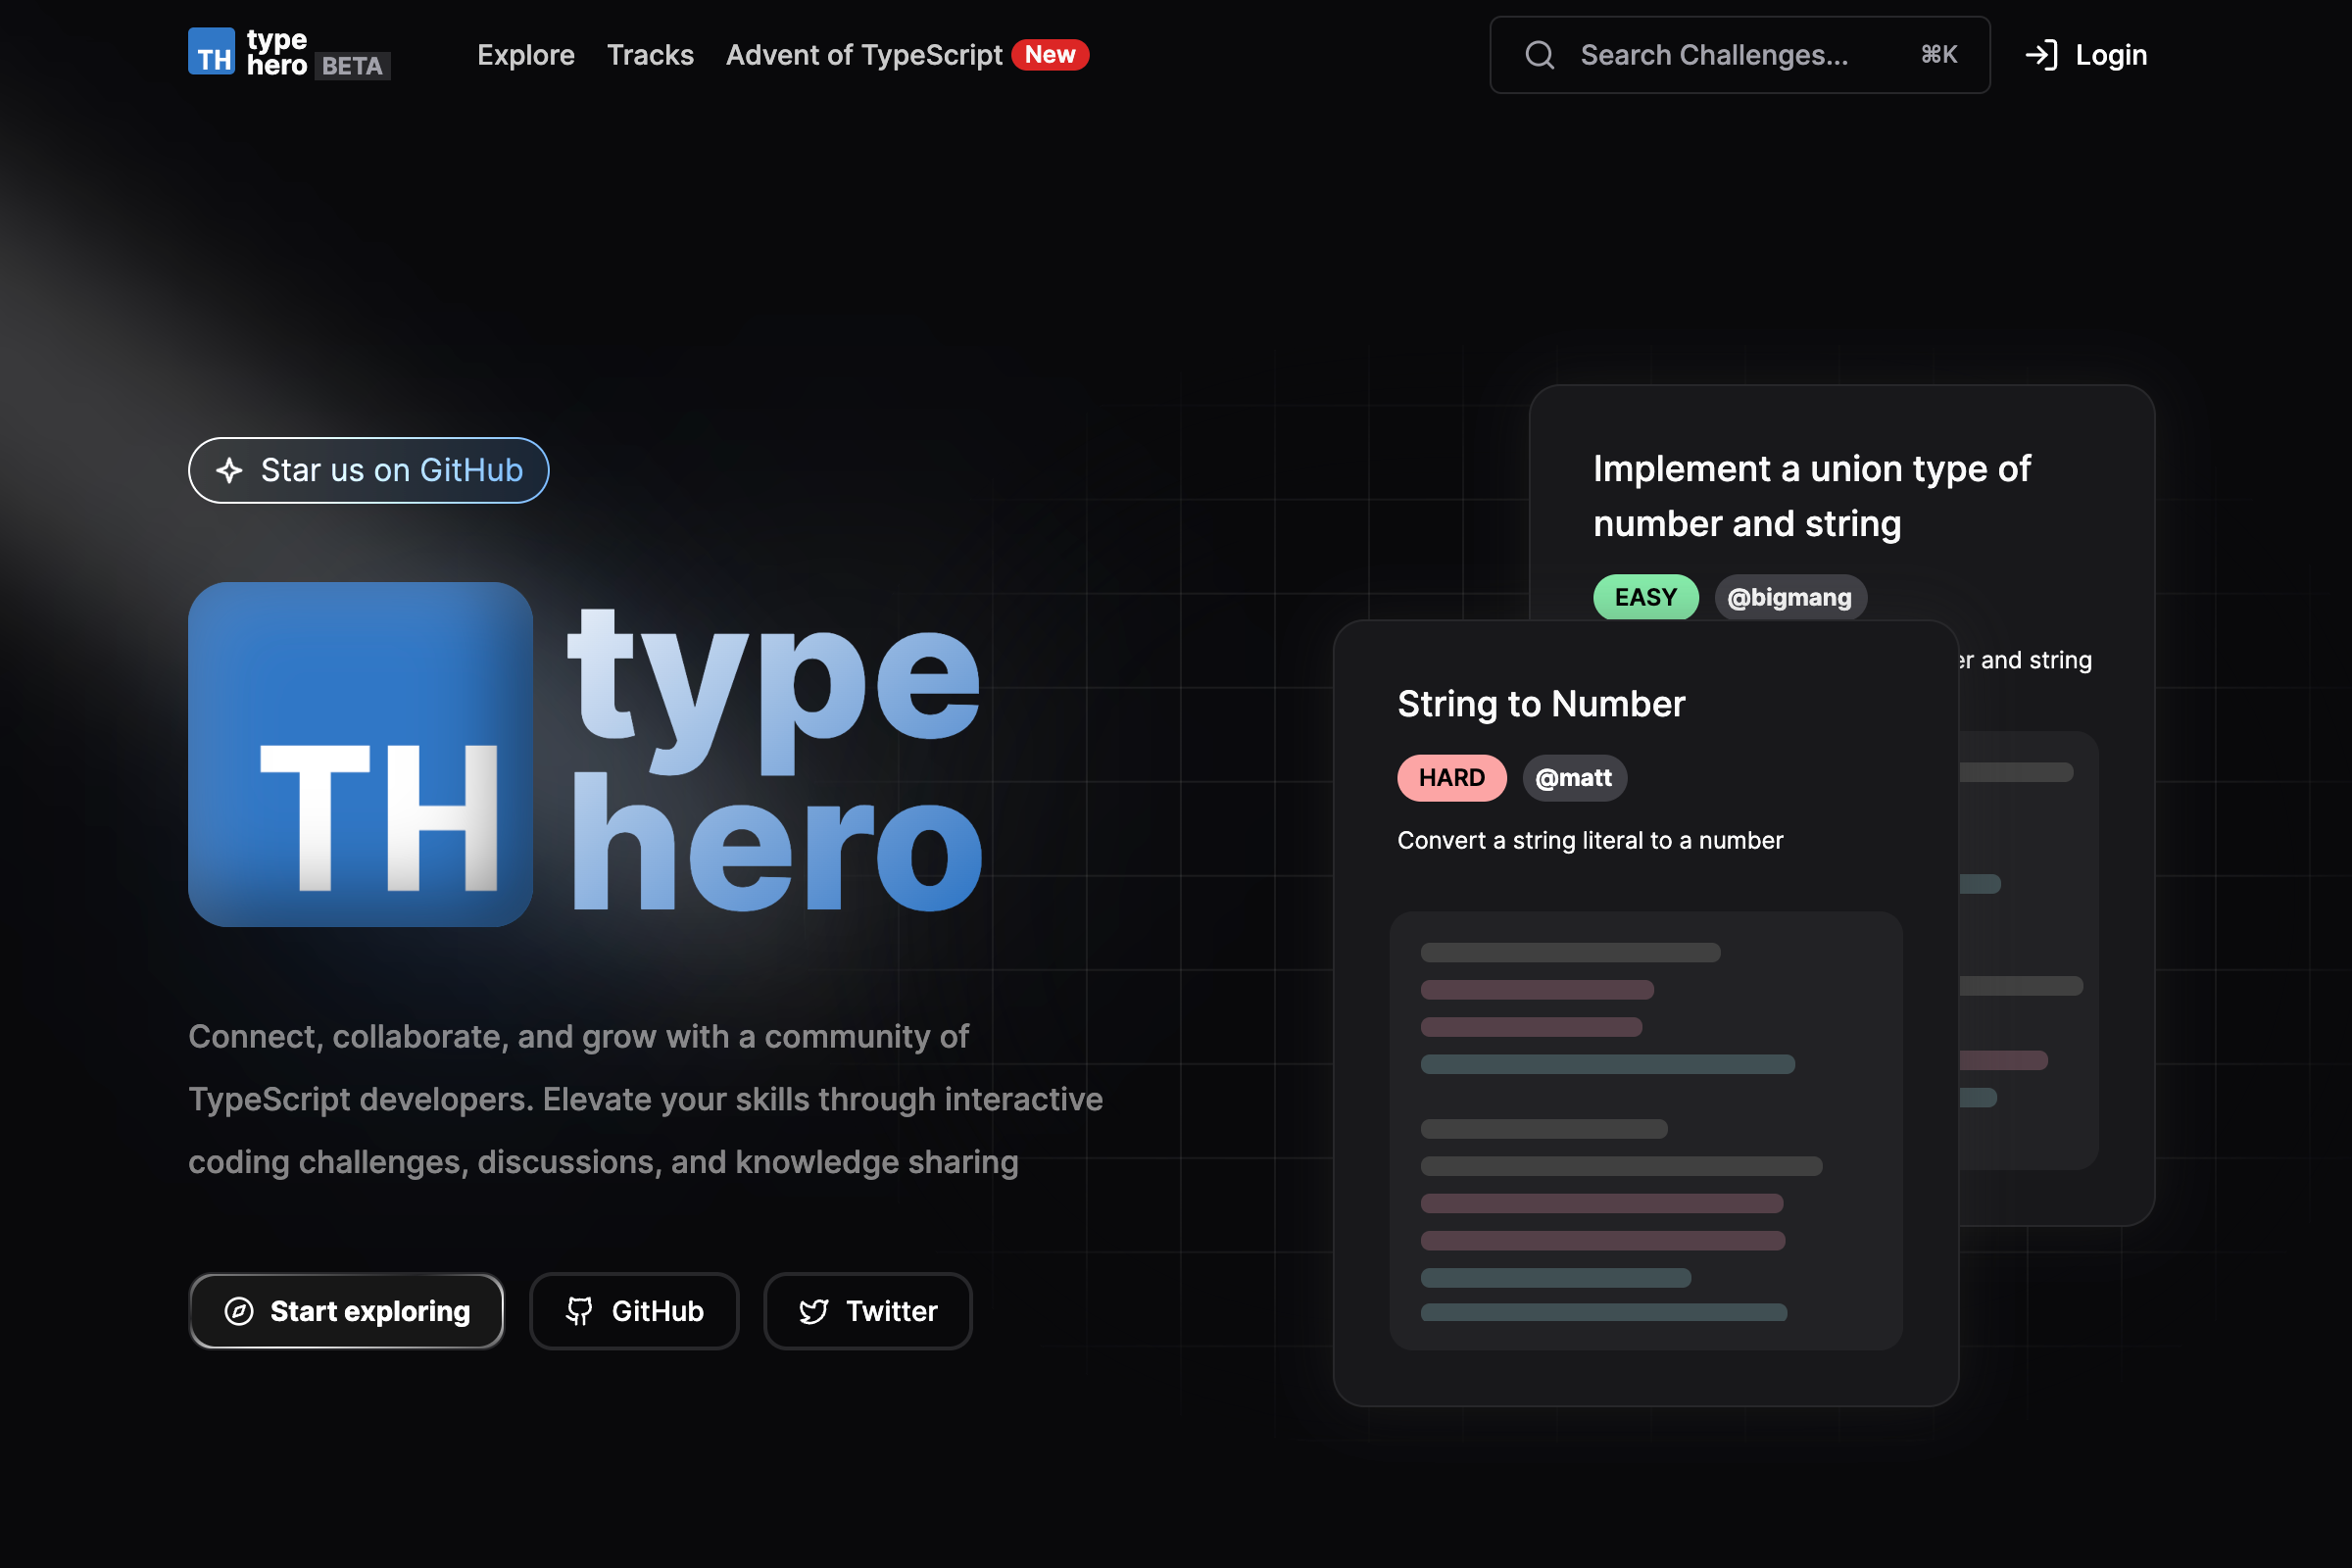 TH type hero BETA
Explore Tracks Advent of TypeScript New
Search Challenges... ⌘K Login
Star us on GitHub
TH
type
hero
Connect, collaborate, and grow with a community of
TypeScript developers. Elevate your skills through interactive
coding challenges, discussions, and knowledge sharing
Start exploring GitHub Twitter
Implement a union type of
number and string
EASY @bigmang
and string
String to Number
HARD @matt
Convert a string literal to a number